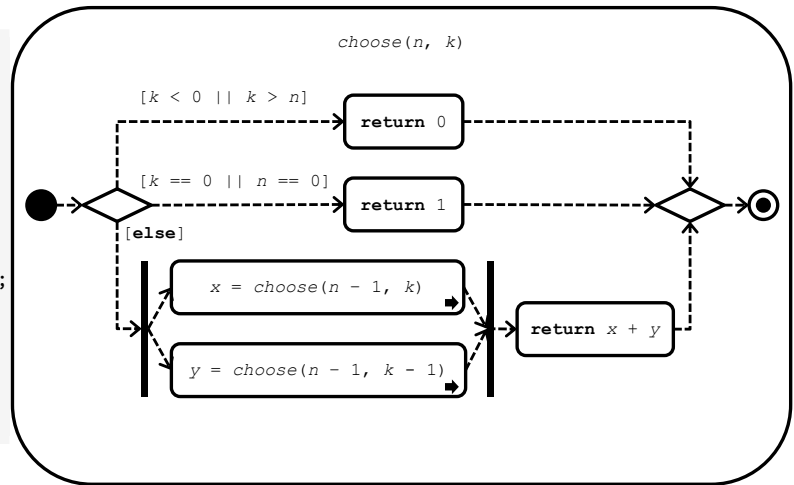 choose(n, k)
[k < 0 || k > n]
return 0
[k == 0 || n == 0]
return 1
[else]
;
x = choose(n − 1, k)
y = choose(n − 1, k - 1)
return x + y